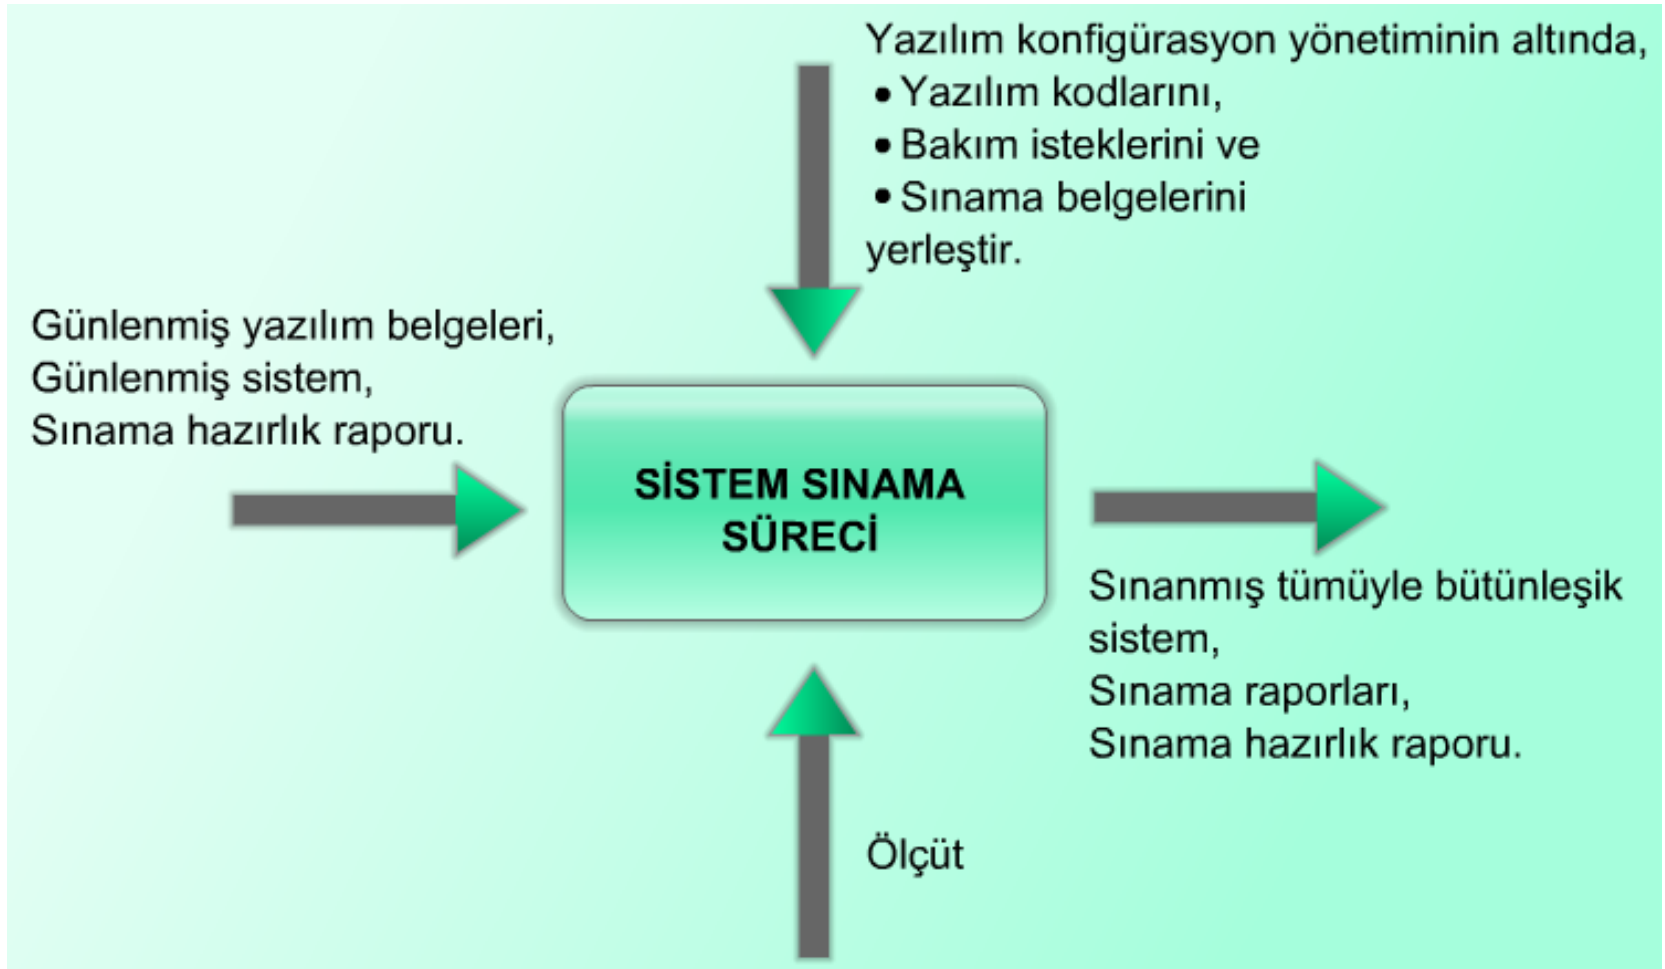 Yazılım konfigürasyon yönetiminin altında,
• Yazılım kodlarını,
• Bakım isteklerini ve
• Sınama belgelerini
yerleştir.
Günlenmiş yazılım belgeleri,
Günlenmiş sistem,
Sınama hazırlık raporu.
SİSTEM SINAMA
SÜRECİ
Sınanmış tümüyle bütünleşik
sistem,
Sınama raporları,
Sınama hazırlık raporu.
Ölçüt